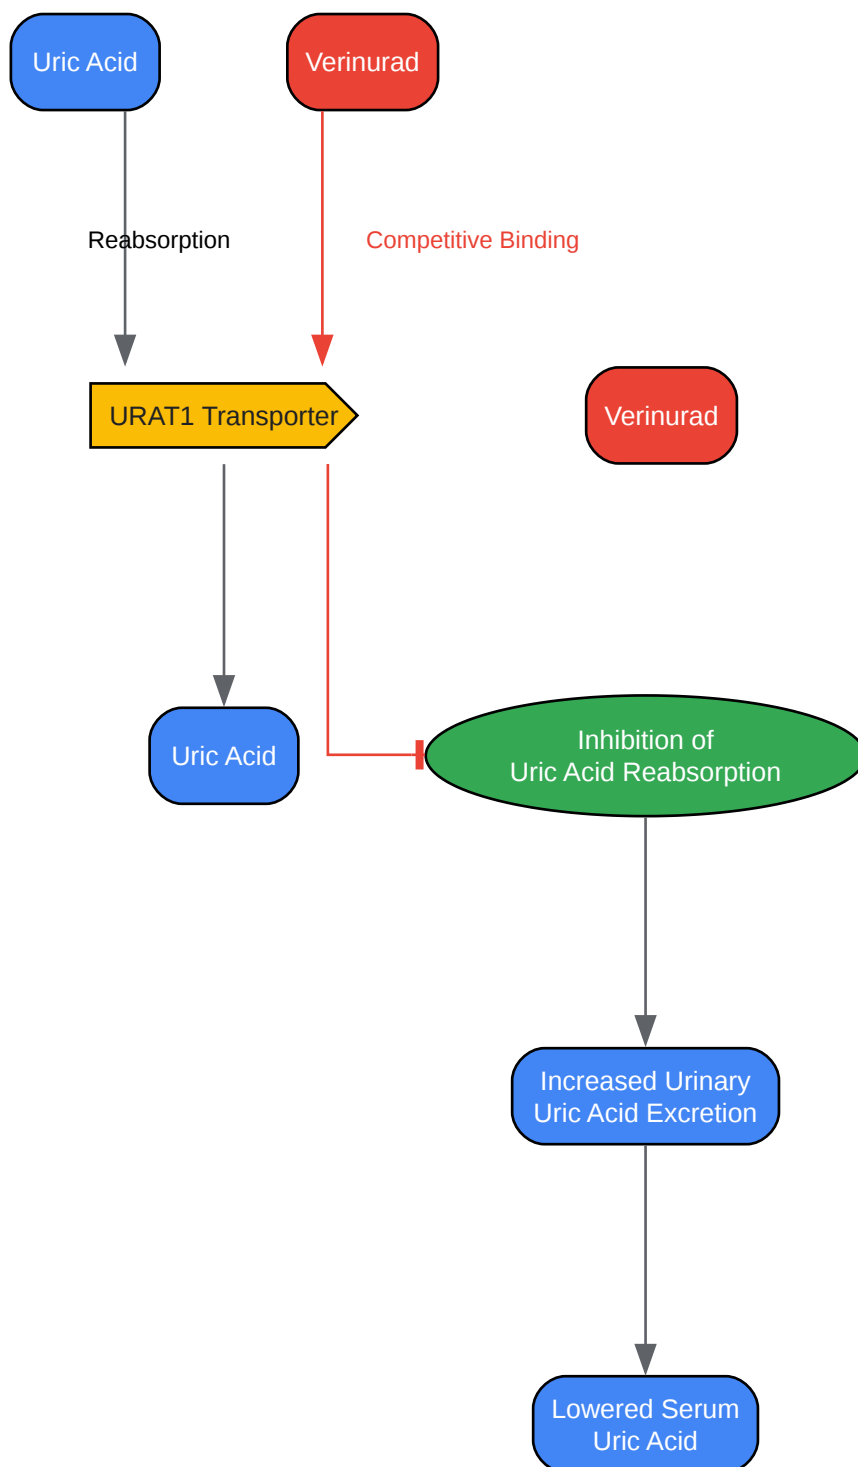 Uric Acid
Verinurad
Reabsorption
Competitive Binding
URAT1 Transporter
Verinurad
Uric Acid
Inhibition of
Uric Acid Reabsorption
Increased Urinary
Uric Acid Excretion
Lowered Serum
Uric Acid